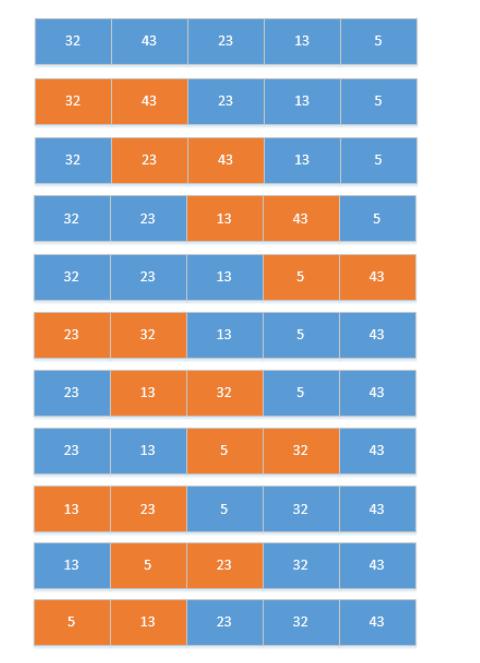 32 43 23 13 5
32 43 23 13 5
32 23 43 13 5
32 23 13 43 5
32 23 13 5 43
23 32 13 5 43
23 13 32 5 43
23 13 5 32 43
13 23 5 32 43
13 5 23 32 43
5 13 23 32 43